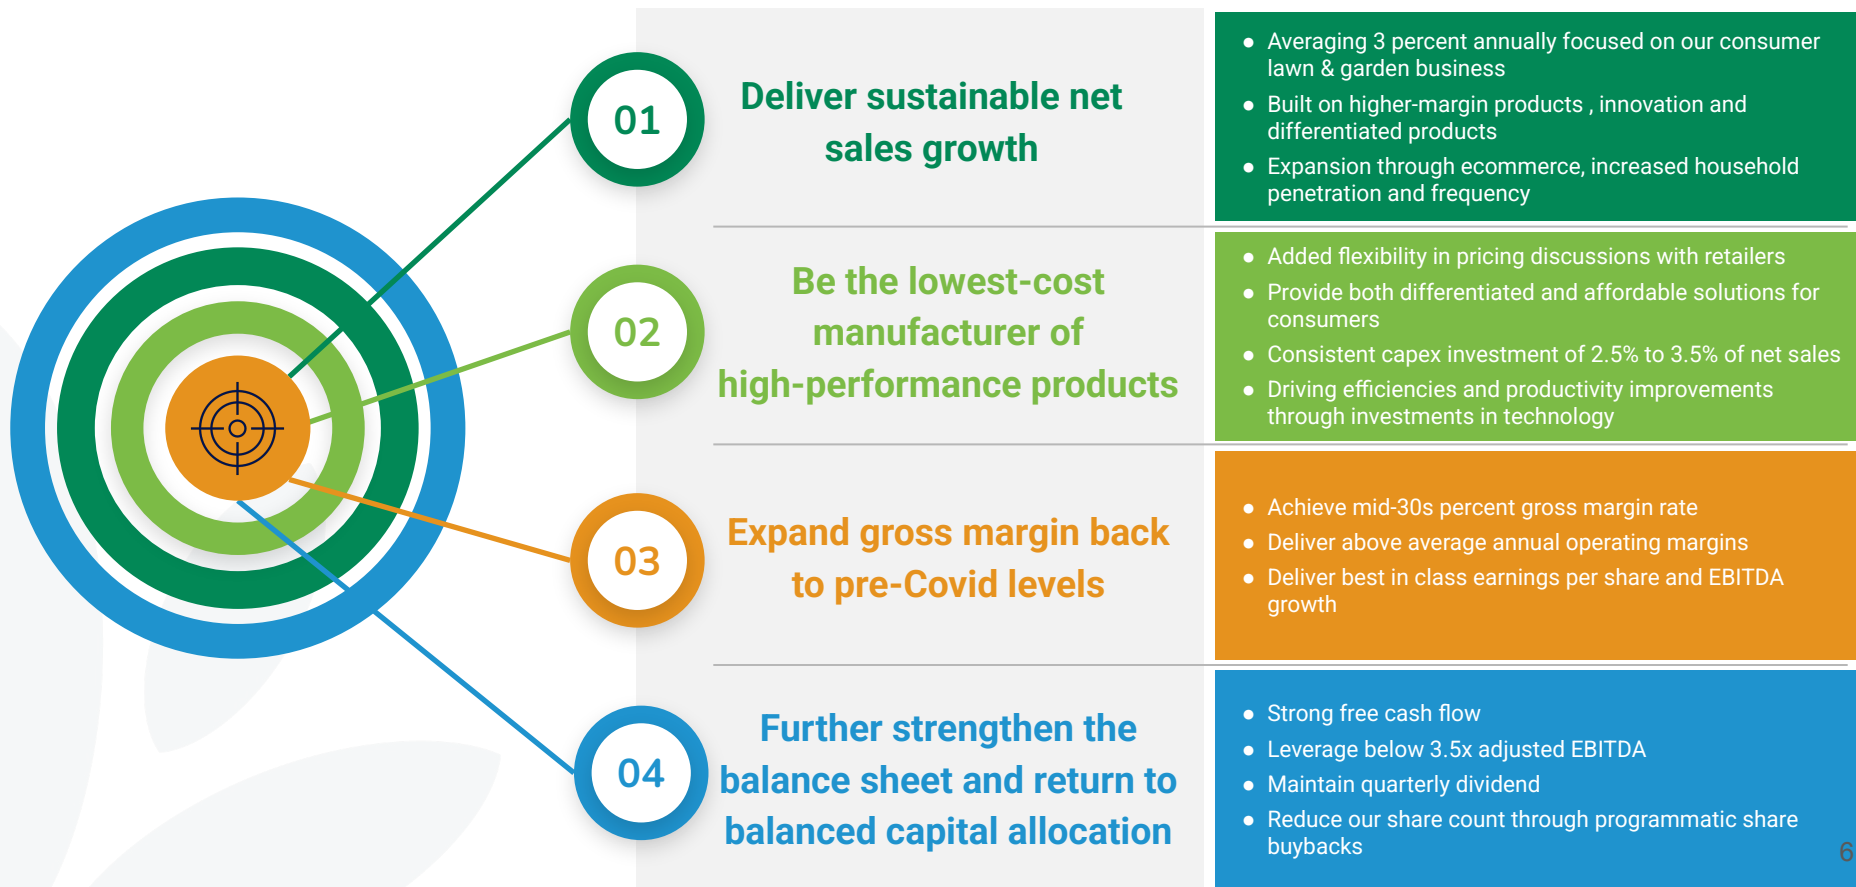 01
Deliver sustainable net
sales growth
● Averaging 3 percent annually focused on our consumer
lawn & garden business
● Built on higher-margin products , innovation and
differentiated products
● Expansion through ecommerce, increased household
penetration and frequency
02
Be the lowest-cost
manufacturer of
high-performance products
● Added flexibility in pricing discussions with retailers
● Provide both differentiated and affordable solutions for
consumers
● Consistent capex investment of 2.5% to 3.5% of net sales
● Driving efficiencies and productivity improvements
through investments in technology
03
Expand gross margin back
to pre-Covid levels
● Achieve mid-30s percent gross margin rate
● Deliver above average annual operating margins
● Deliver best in class earnings per share and EBITDA
growth
04
Further strengthen the
balance sheet and return to
balanced capital allocation
● Strong free cash flow
● Leverage below 3.5x adjusted EBITDA
● Maintain quarterly dividend
● Reduce our share count through programmatic share
buybacks
6